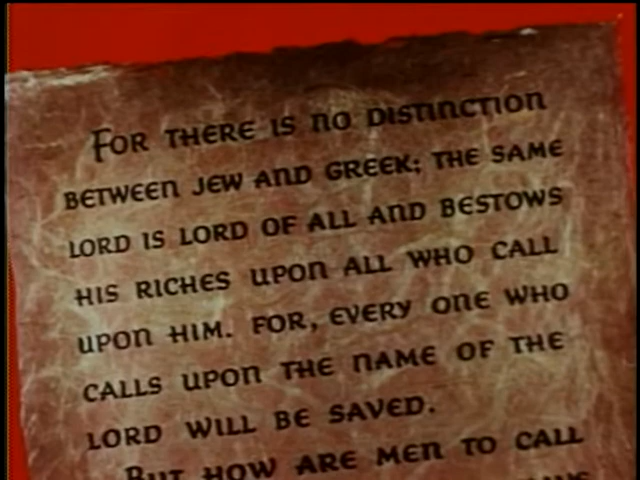 FOR THERE IS NO DISTINCTION
BETWEEN JEW AND GREEK; THE SAME
LORD IS LORD OF ALL AND BESTOWS
HIS RICHES UPON ALL WHO CALL
UPON HIM. FOR, EVERY ONE WHO
CALLS UPON THE NAME OF THE
LORD WILL BE SAVED.
BUT HOW ARE MEN TO CALL